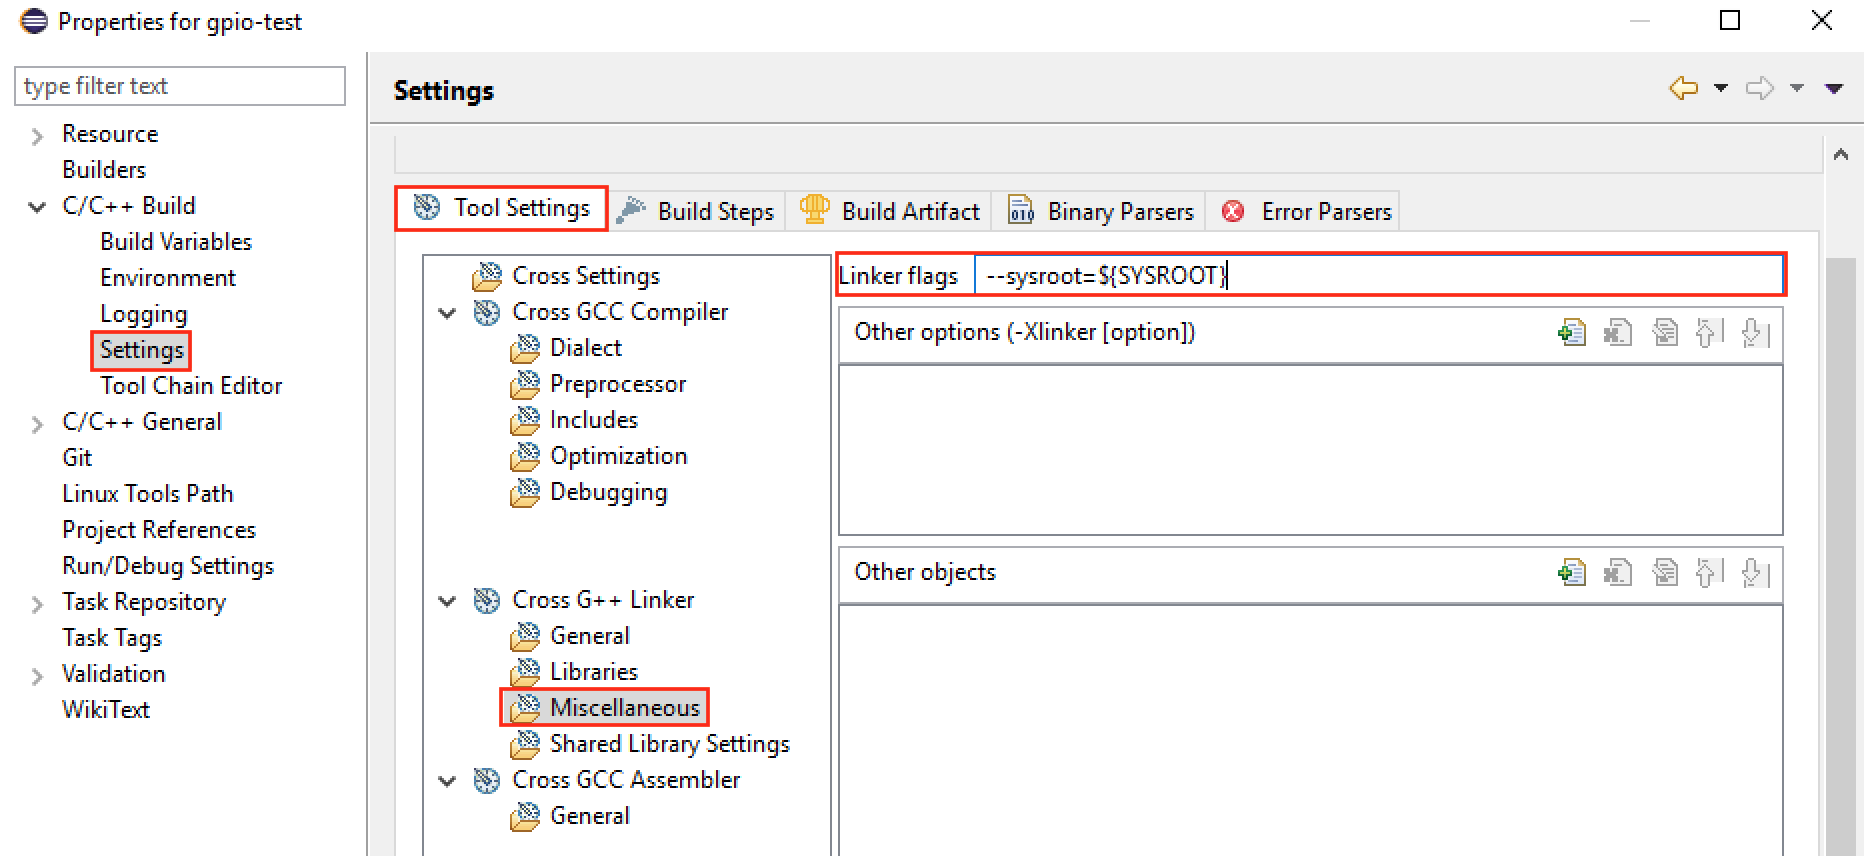 Properties for gpio-test
type filter text
Resource
Builders
C/C++ Build
Build Variables
Environment
Logging
Settings
Tool Chain Editor
C/C++ General
Git
Linux Tools Path
Project References
Run/Debug Settings
Task Repository
Task Tags
Validation
WikiText
Settings
Tool Settings
Build Steps
Build Artifact
Binary Parsers
Error Parsers
Cross Settings
Cross GCC Compiler
Dialect
Preprocessor
Includes
Optimization
Debugging
Cross G++ Linker
General
Libraries
Miscellaneous
Shared Library Settings
Cross GCC Assembler
General
Linker flags --sysroot=${SYSROOT}
Other options (-Xlinker [option])
Other objects